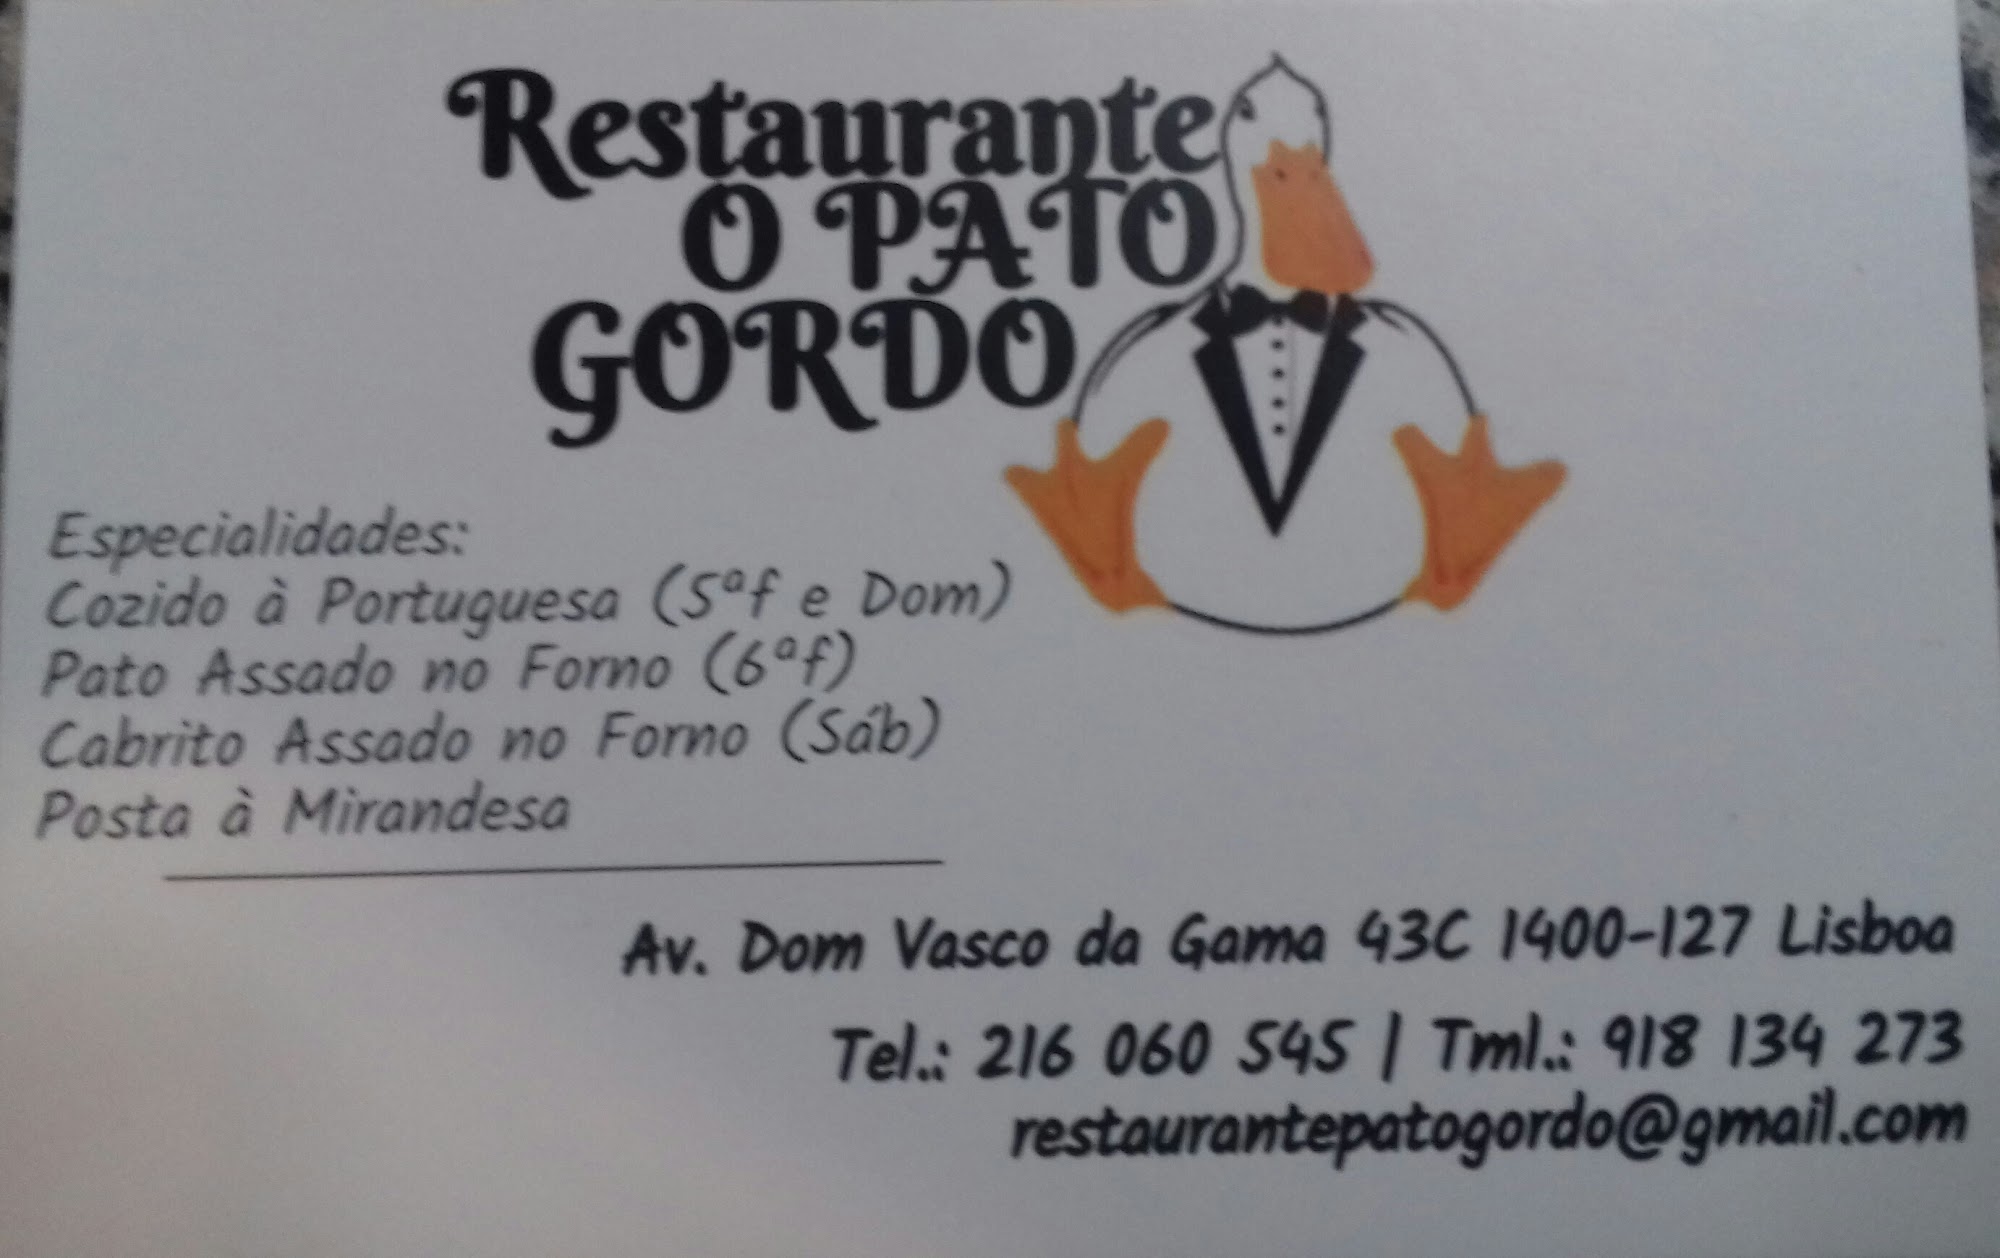 Restaurante
O PATO
GORDO
Especialidades:
Cozido à Portuguesa (5ªf e Dom)
Pato Assado no Forno (6ªf)
Cabrito Assado no Forno (Sáb)
Posta à Mirandesa
Av. Dom Vasco da Gama 43C 1400-127 Lisboa
Tel.: 216 060 545 | Tml.: 918 134 273
restaurantepatogordo@gmail.com